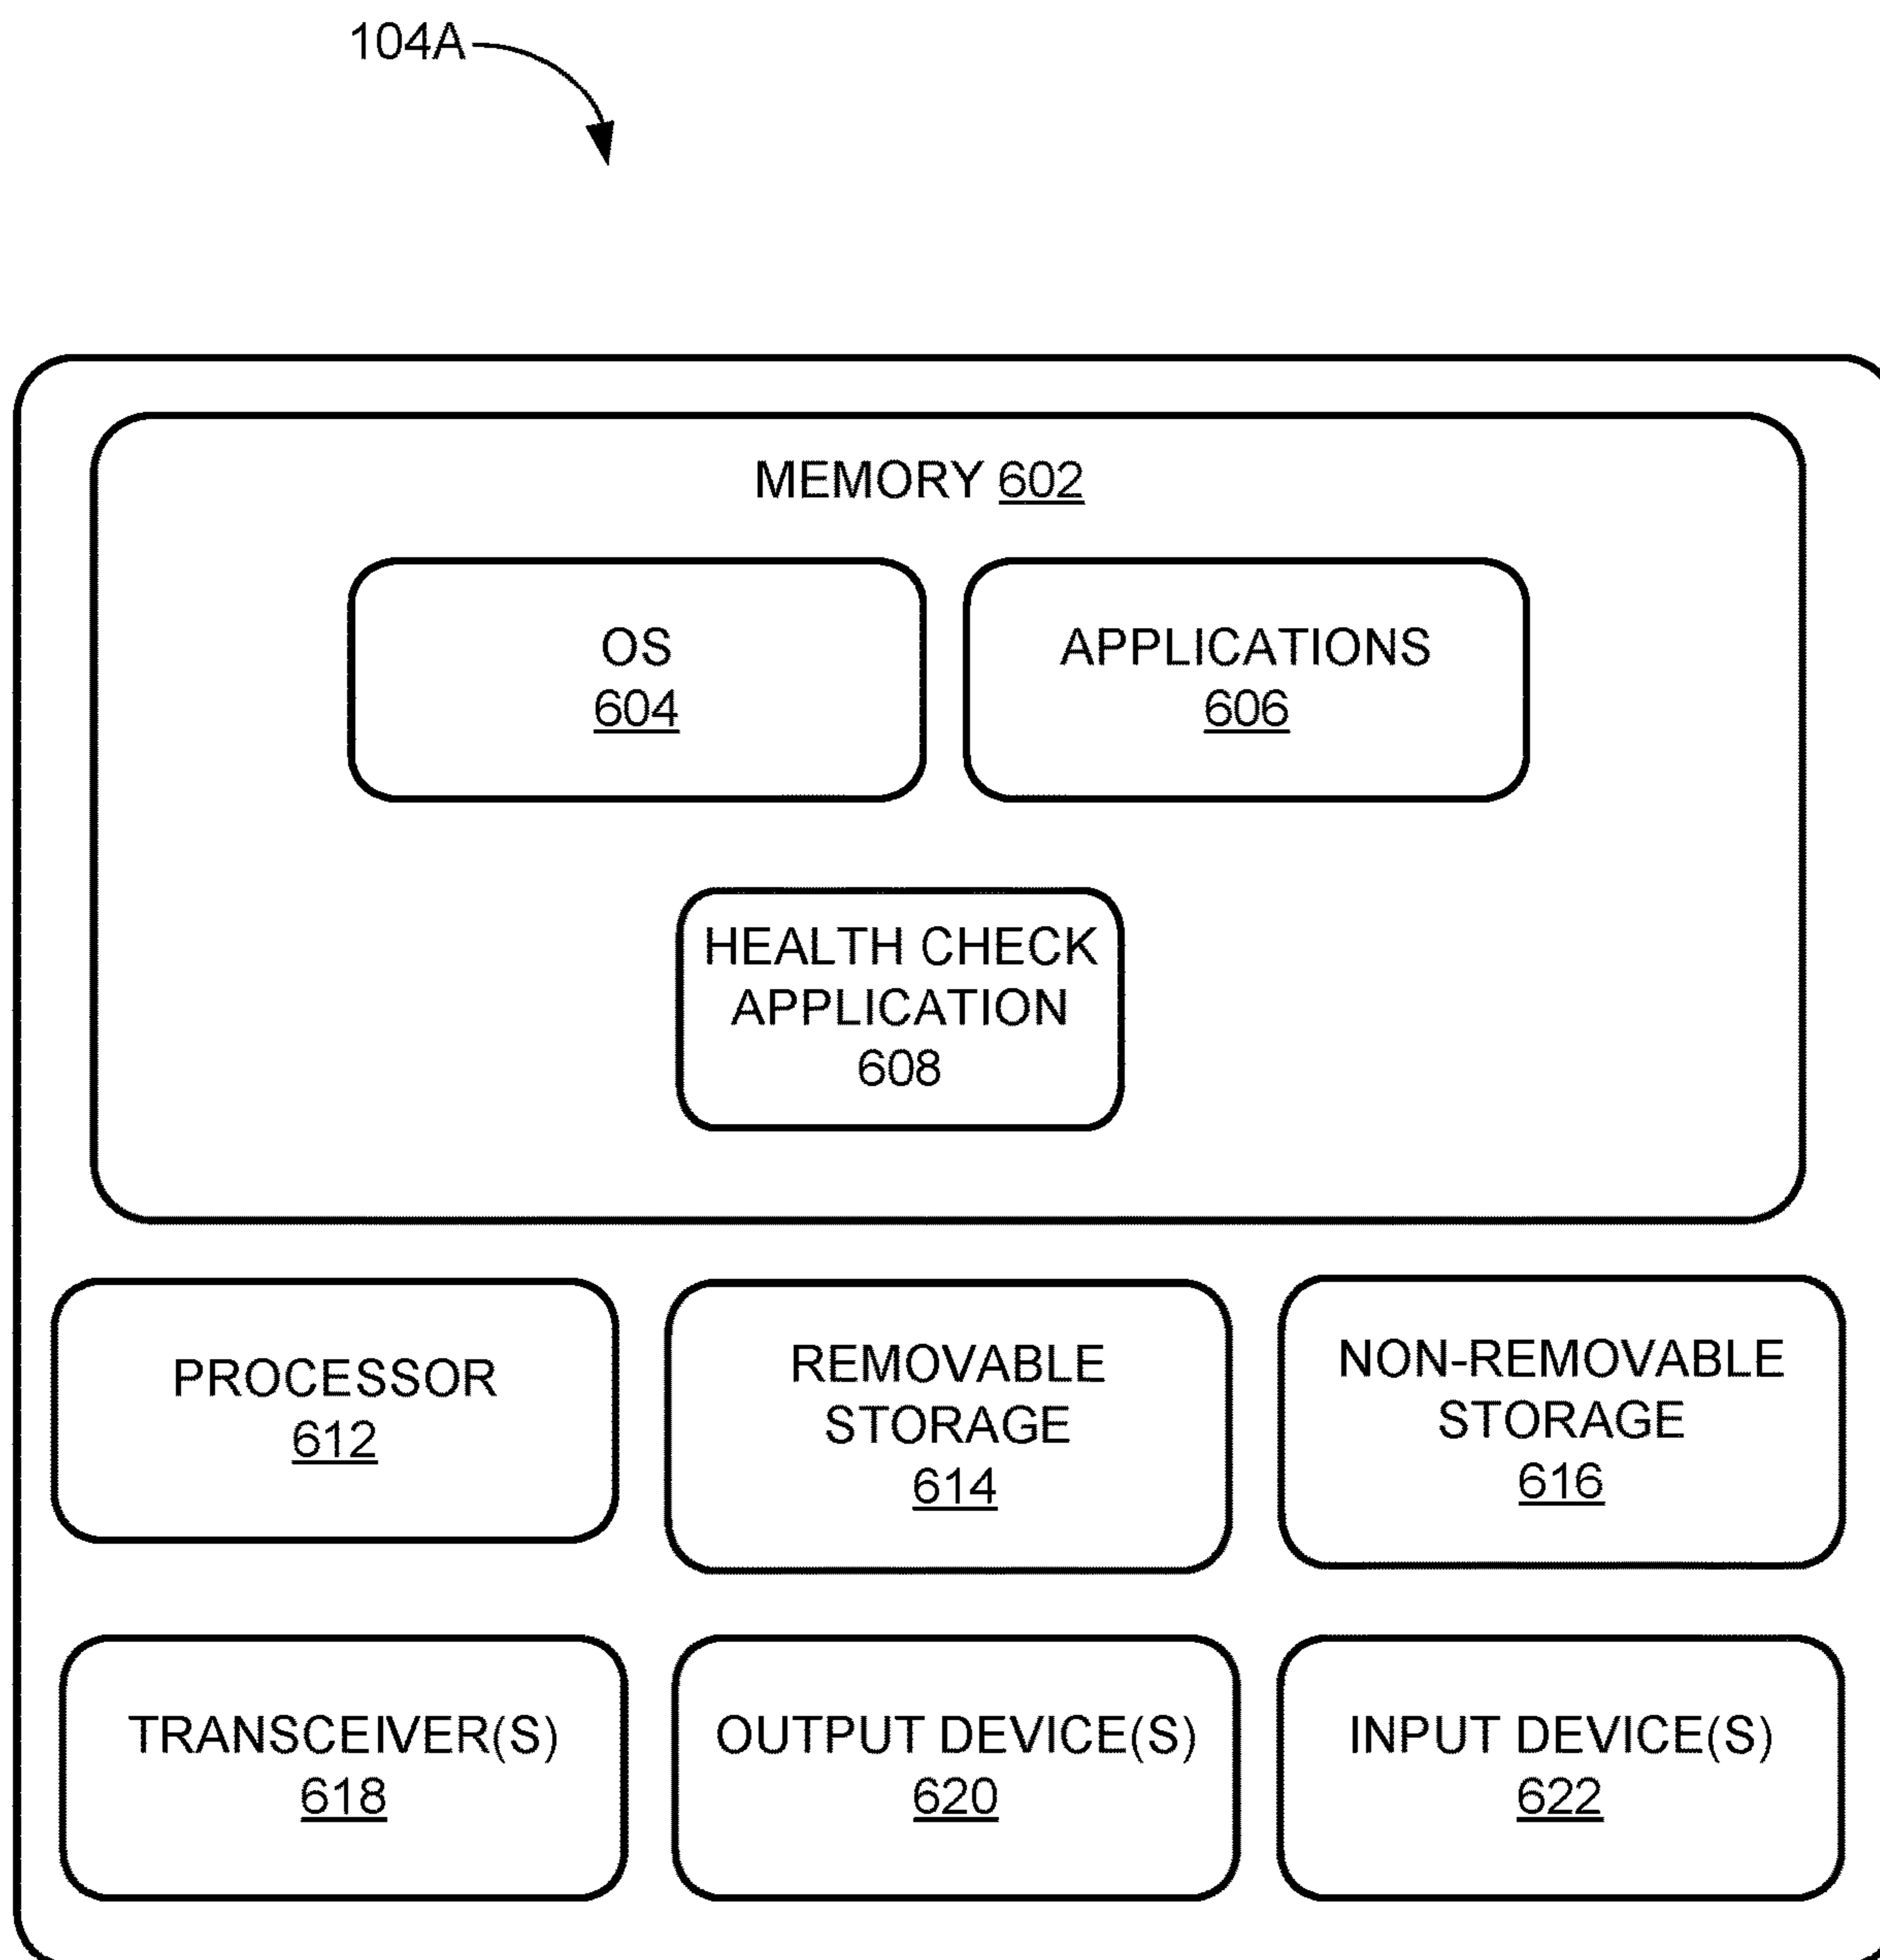 104A
MEMORY 602
OS
604
APPLICATIONS
606
HEALTH CHECK
APPLICATION
608
PROCESSOR
612
REMOVABLE
STORAGE
614
NON-REMOVABLE
STORAGE
616
TRANSCEIVER(S)
618
OUTPUT DEVICE(S)
620
INPUT DEVICE(S)
622